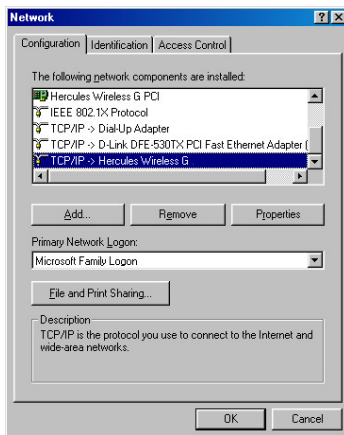 Network
Configuration Identification Access Control
The following network components are installed:
Hercules Wireless G PCI
IEEE 802.1X Protocol
TCP/IP -> Dial-Up Adapter
TCP/IP -> D-Link DFE-530TX PCI Fast Ethernet Adapter (
TCP/IP -> Hercules Wireless G
Add... Remove Properties
Primary Network Logon:
Microsoft Family Logon
File and Print Sharing...
Description
TCP/IP is the protocol you use to connect to the Internet and
wide-area networks.
OK Cancel